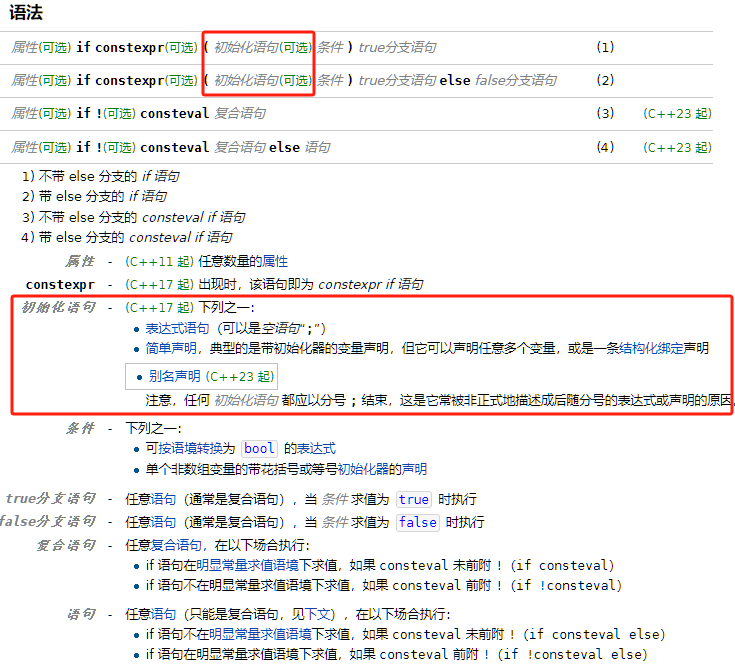 语法
属性(可选) if constexpr(可选) ( 初始化语句(可选) 条件 ) true分支语句 (1)
属性(可选) if constexpr(可选) ( 初始化语句(可选) 条件 ) true分支语句 else false分支语句 (2)
属性(可选) if !(可选) consteval 复合语句 (3) (C++23 起)
属性(可选) if !(可选) consteval 复合语句 else 语句 (4) (C++23 起)
1) 不带 else 分支的 if 语句
2) 带 else 分支的 if 语句
3) 不带 else 分支的 consteval if 语句
4) 带 else 分支的 consteval if 语句
属性 - (C++11 起) 任意数量的属性
constexpr - (C++17 起) 出现时，该语句即为 constexpr if 语句
初始化语句 - (C++17 起) 下列之一：
• 表达式语句（可以是空语句“;”）
• 简单声明，典型的是带初始化器的变量声明，但它可以声明任意多个变量，或是一条结构化绑定声明
• 别名声明 (C++23 起)
注意，任何 初始化语句 都应以分号 ; 结束，这是它常被非正式地描述成后随分号的表达式或声明的原因。
条件 - 下列之一：
• 可按语境转换为 bool 的表达式
• 单个非数组变量的带花括号或等号初始化器的声明
true分支语句 - 任意语句（通常是复合语句），当 条件 求值为 true 时执行
false分支语句 - 任意语句（通常是复合语句），当 条件 求值为 false 时执行
复合语句 - 任意复合语句，在以下场合执行：
• if 语句在明显常量求值语境下求值，如果 consteval 未前附 !（if consteval）
• if 语句不在明显常量求值语境下求值，如果 consteval 前附 !（if !consteval）
语句 - 任意语句（只能是复合语句，见下文），在以下场合执行：
• if 语句不在明显常量求值语境下求值，如果 consteval 未前附 !（if consteval else）
• if 语句在明显常量求值语境下求值，如果 consteval 前附 !（if !consteval else）